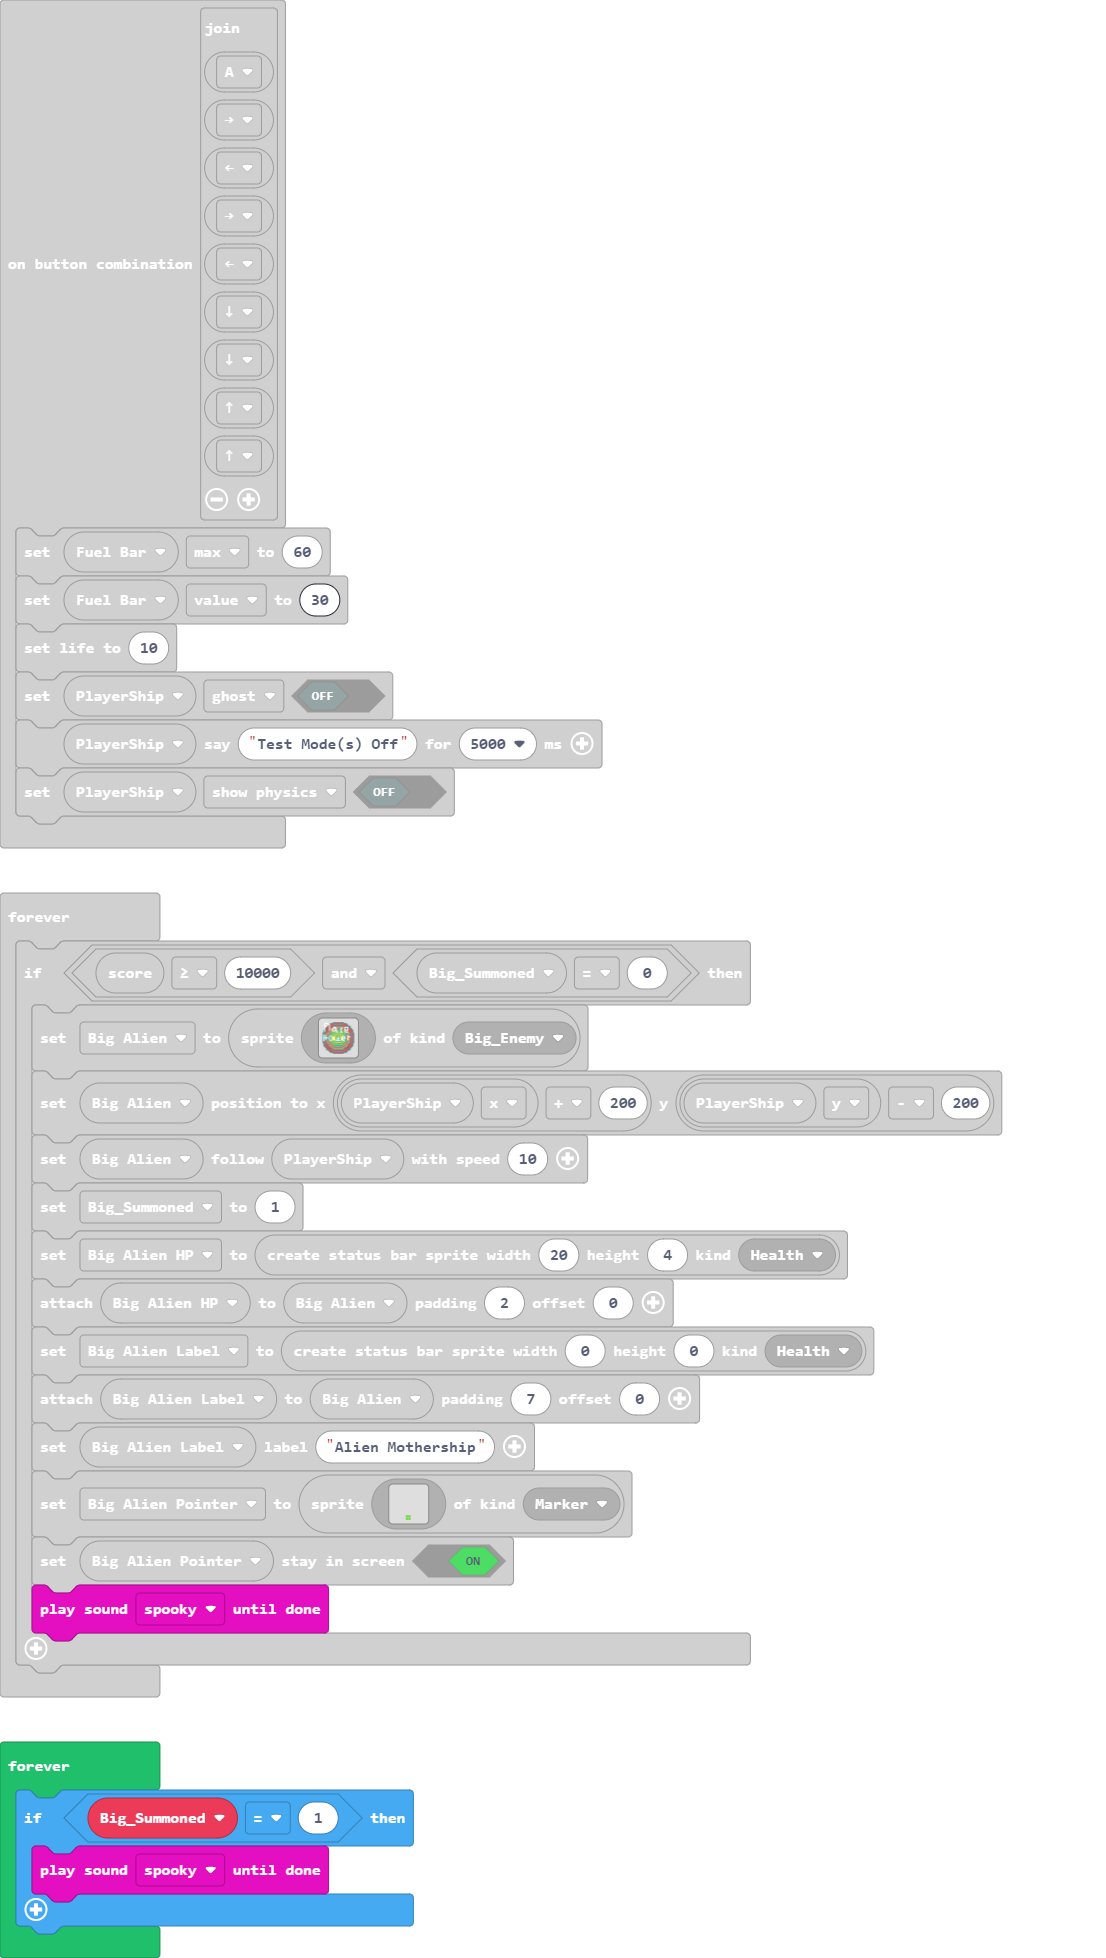 join
A
→
←
→
←
on button combination
↓
↓
↑
↑
set Fuel Bar max to 60
set Fuel Bar value to 30
set life to 10
set PlayerShip ghost OFF
PlayerShip say "Test Mode(s) Off" for 5000 ms
set PlayerShip show physics OFF
forever
if score ≥ 10000 and Big_Summoned = 0 then
set Big Alien to sprite of kind Big_Enemy
set Big Alien position to x PlayerShip x + 200 y PlayerShip y - 200
set Big Alien follow PlayerShip with speed 10
set Big_Summoned to 1
set Big Alien HP to create status bar sprite width 20 height 4 kind Health
attach Big Alien HP to Big Alien padding 2 offset 0
set Big Alien Label to create status bar sprite width 0 height 0 kind Health
attach Big Alien Label to Big Alien padding 7 offset 0
set Big Alien Label label "Alien Mothership"
set Big Alien Pointer to sprite of kind Marker
set Big Alien Pointer stay in screen ON
play sound spooky until done
forever
if Big_Summoned = 1 then
play sound spooky until done